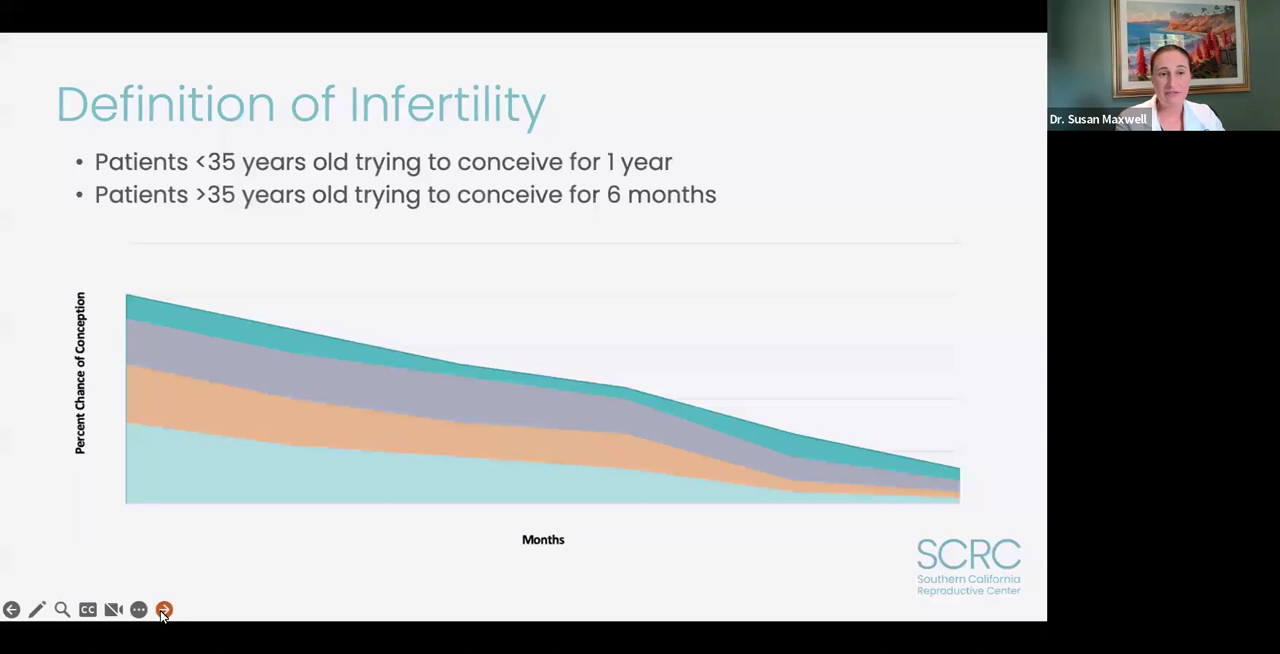 Definition of Infertility
• Patients <35 years old trying to conceive for 1 year
• Patients >35 years old trying to conceive for 6 months
Percent Chance of Conception
Months
SCRC
Southern California
Reproductive Center
CC
Dr. Susan Maxwell